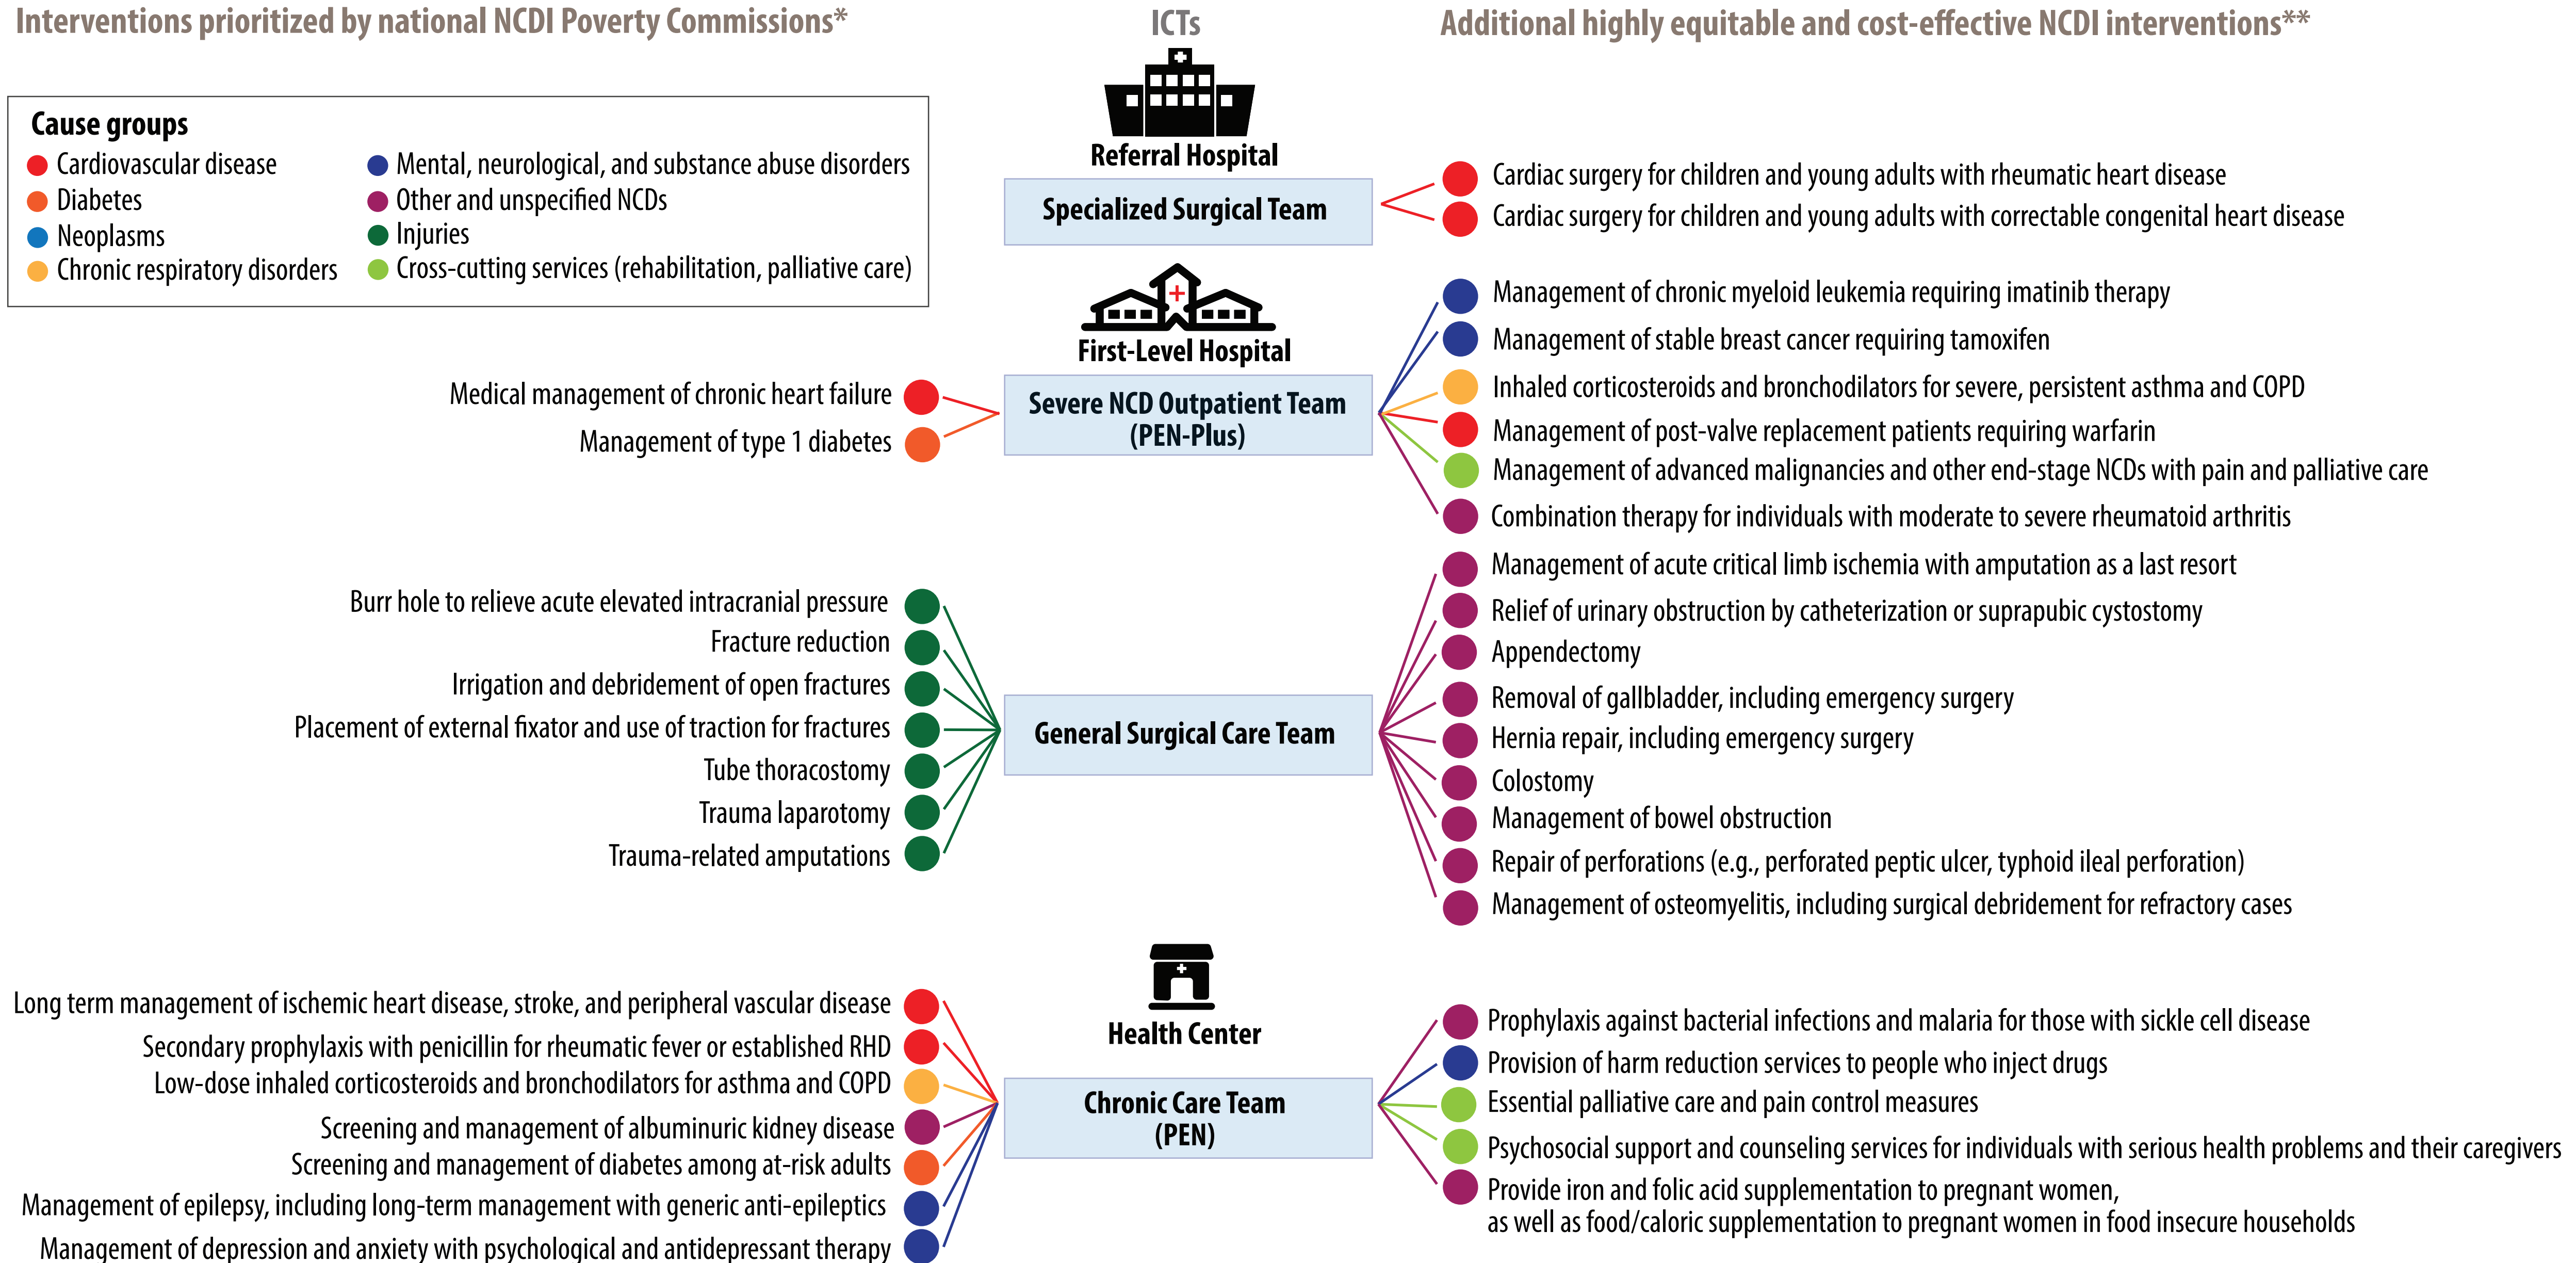 Interventions prioritized by national NCDI Poverty Commissions*
ICTs
Additional highly equitable and cost-effective NCDI interventions**
Cause groups
Cardiovascular disease
Diabetes
Neoplasms
Chronic respiratory disorders
Mental, neurological, and substance abuse disorders
Other and unspecified NCDs
Injuries
Cross-cutting services (rehabilitation, palliative care)
Referral Hospital
Specialized Surgical Team
Cardiac surgery for children and young adults with rheumatic heart disease
Cardiac surgery for children and young adults with correctable congenital heart disease
First-Level Hospital
Medical management of chronic heart failure
Management of type 1 diabetes
Severe NCD Outpatient Team
(PEN-Plus)
Management of chronic myeloid leukemia requiring imatinib therapy
Management of stable breast cancer requiring tamoxifen
Inhaled corticosteroids and bronchodilators for severe, persistent asthma and COPD
Management of post-valve replacement patients requiring warfarin
Management of advanced malignancies and other end-stage NCDs with pain and palliative care
Combination therapy for individuals with moderate to severe rheumatoid arthritis
Burr hole to relieve acute elevated intracranial pressure
Fracture reduction
Irrigation and debridement of open fractures
Placement of external fixator and use of traction for fractures
Tube thoracostomy
Trauma laparotomy
Trauma-related amputations
General Surgical Care Team
Management of acute critical limb ischemia with amputation as a last resort
Relief of urinary obstruction by catheterization or suprapubic cystostomy
Appendectomy
Removal of gallbladder, including emergency surgery
Hernia repair, including emergency surgery
Colostomy
Management of bowel obstruction
Repair of perforations (e.g., perforated peptic ulcer, typhoid ileal perforation)
Management of osteomyelitis, including surgical debridement for refractory cases
Health Center
Long term management of ischemic heart disease, stroke, and peripheral vascular disease
Secondary prophylaxis with penicillin for rheumatic fever or established RHD
Low-dose inhaled corticosteroids and bronchodilators for asthma and COPD
Screening and management of albuminuric kidney disease
Screening and management of diabetes among at-risk adults
Management of epilepsy, including long-term management with generic anti-epileptics
Management of depression and anxiety with psychological and antidepressant therapy
Chronic Care Team
(PEN)
Prophylaxis against bacterial infections and malaria for those with sickle cell disease
Provision of harm reduction services to people who inject drugs
Essential palliative care and pain control measures
Psychosocial support and counseling services for individuals with serious health problems and their caregivers
Provide iron and folic acid supplementation to pregnant women,
as well as food/caloric supplementation to pregnant women in food insecure households